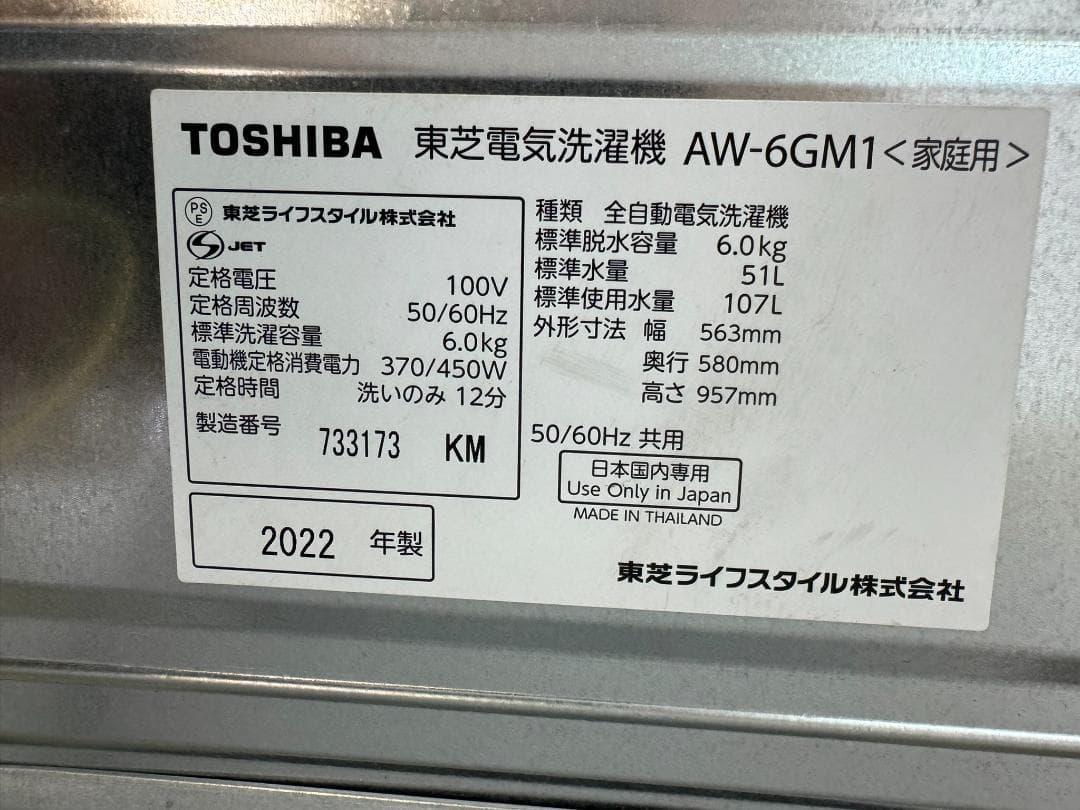 TOSHIBA 東芝電気洗濯機 AW-6GM1<家庭用>
PSE 東芝ライフスタイル株式会社
S JET
定格電圧 100V
定格周波数 50/60Hz
標準洗濯容量 6.0kg
電動機定格消費電力 370/450W
定格時間 洗いのみ 12分
製造番号 733173 KM
2022 年製
種類 全自動電気洗濯機
標準脱水容量 6.0kg
標準水量 51L
標準使用水量 107L
外形寸法 幅 563mm
奥行 580mm
高さ 957mm
50/60Hz 共用
日本国内専用
Use Only in Japan
MADE IN THAILAND
東芝ライフスタイル株式会社